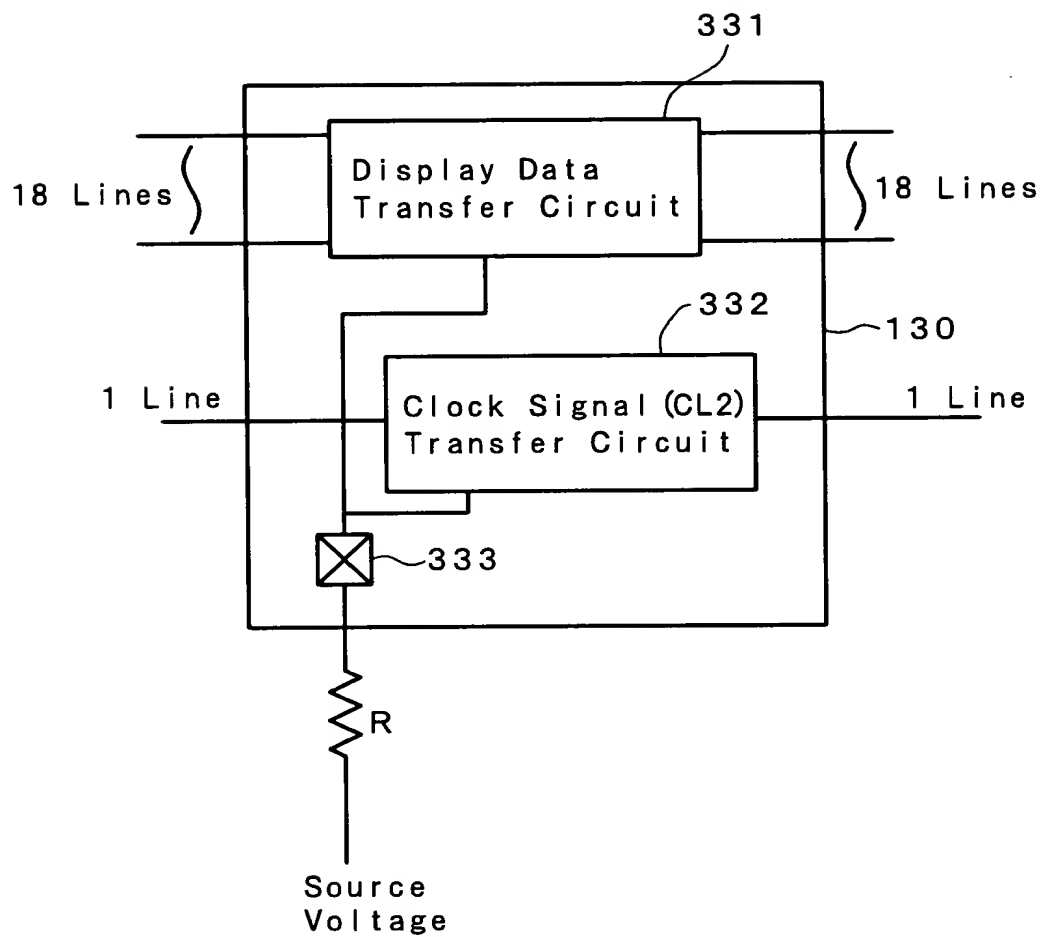 331
Display Data
Transfer Circuit
18 Lines
18 Lines
332
130
1 Line
Clock Signal (CL2)
Transfer Circuit
1 Line
333
R
Source
Voltage